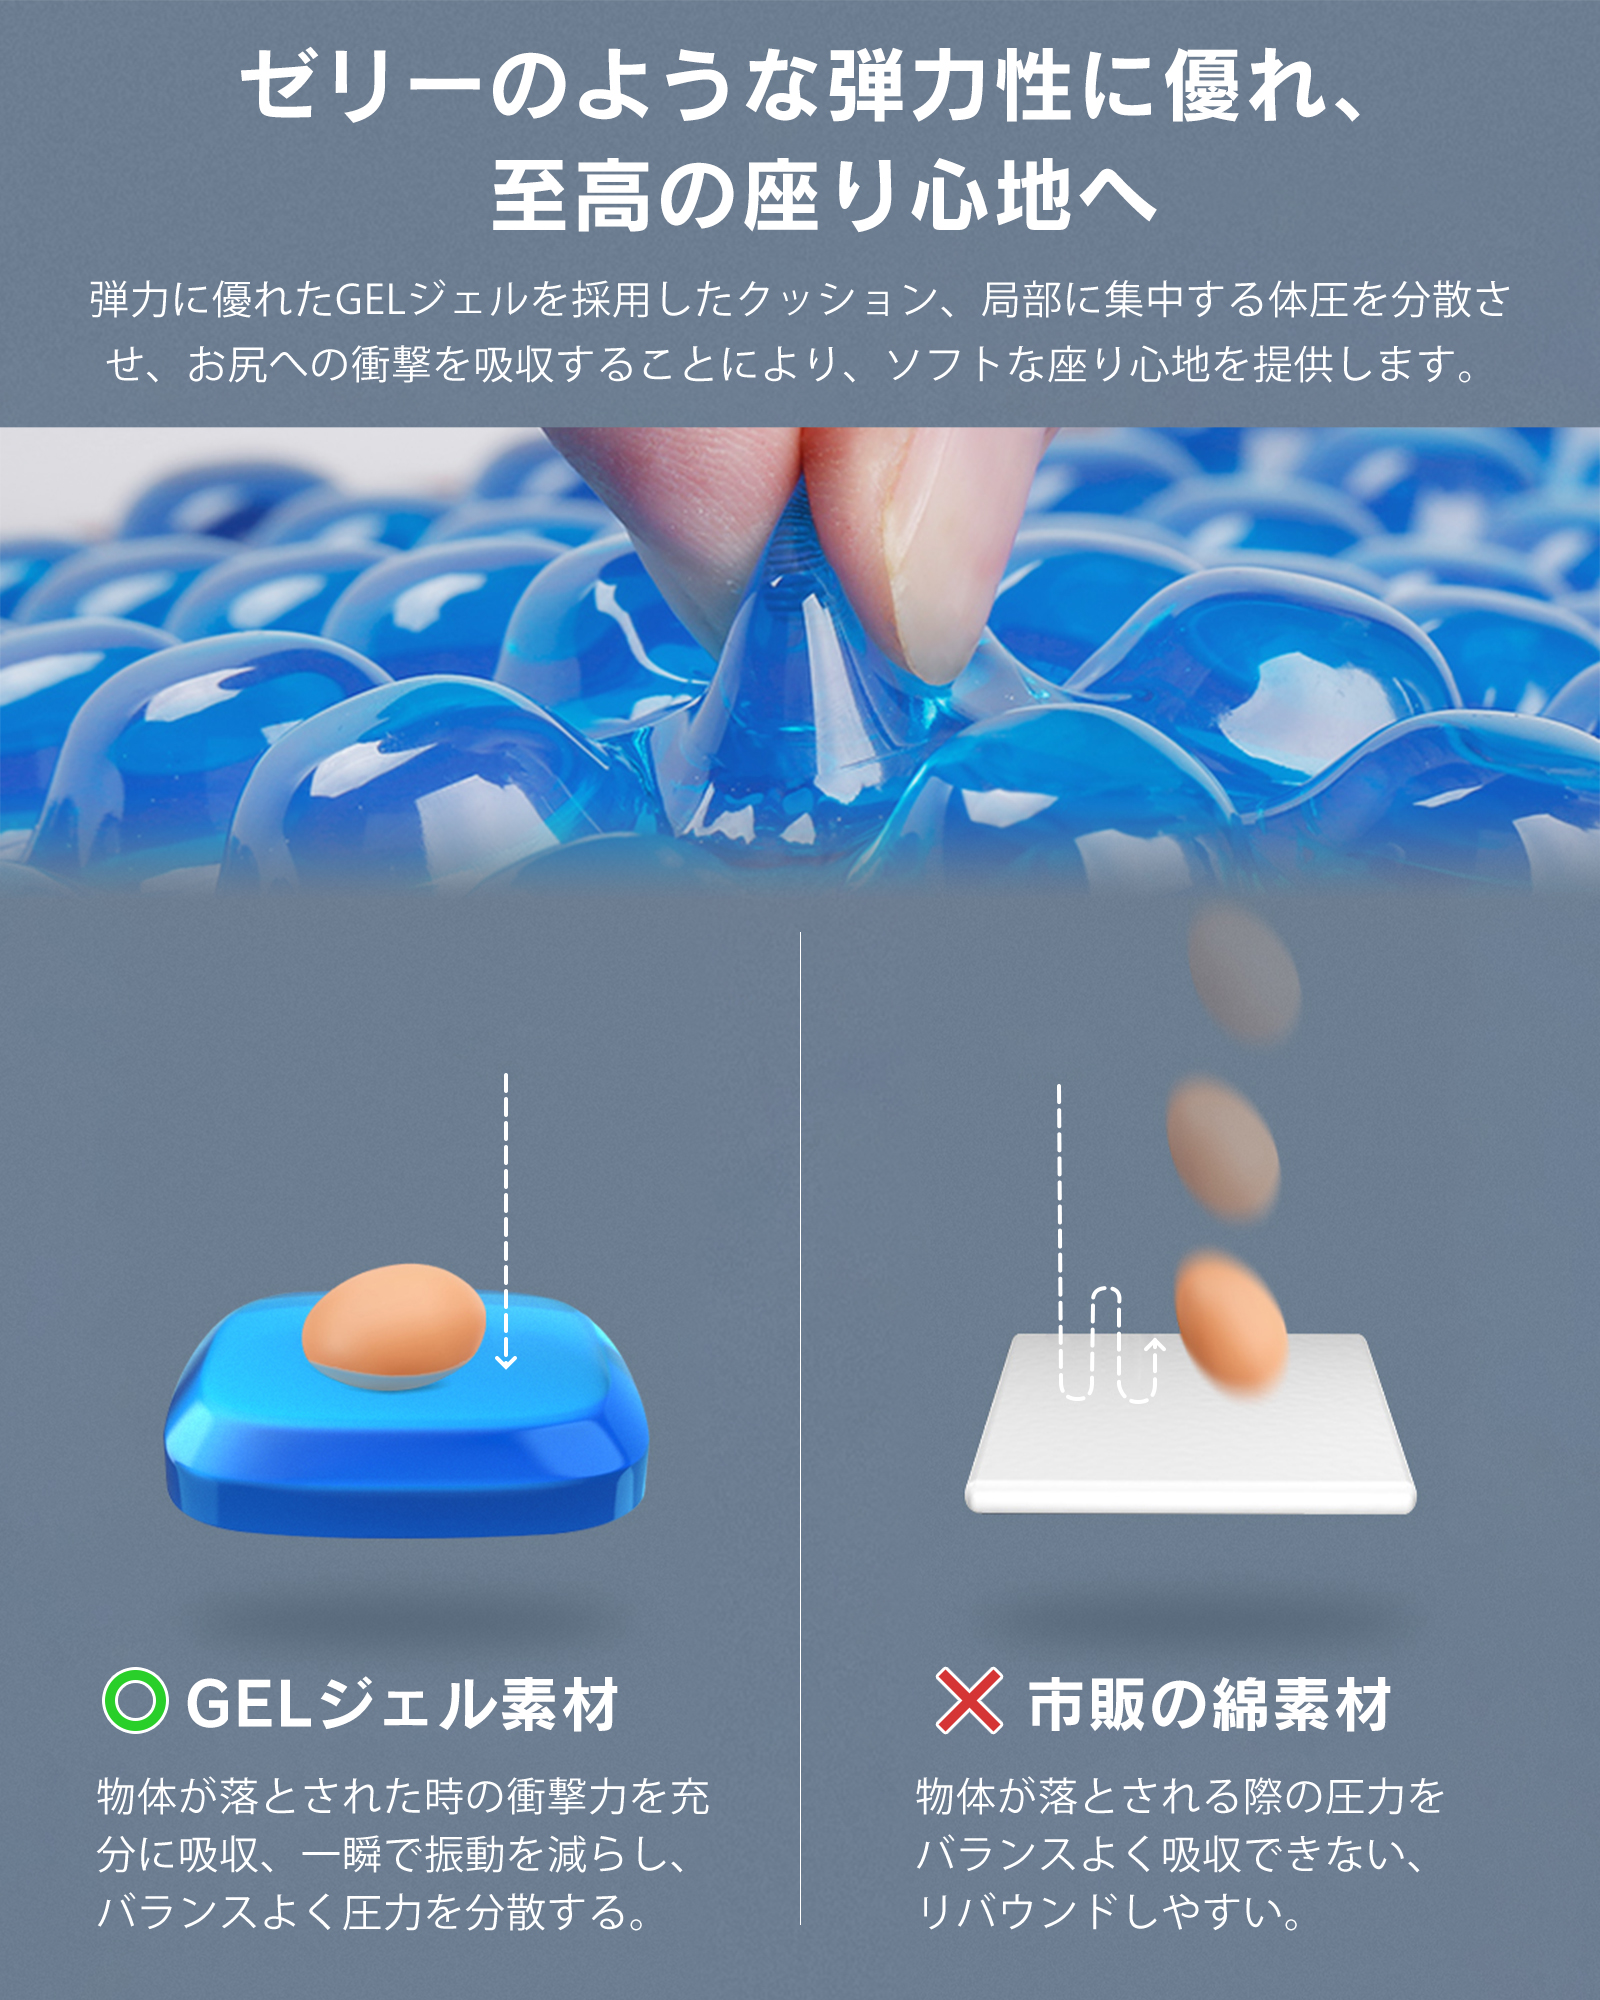 ゼリーのような弾力性に優れ、
至高の座り心地へ
弾力に優れたGELジェルを採用したクッション、局部に集中する体圧を分散さ
せ、お尻への衝撃を吸収することにより、ソフトな座り心地を提供します。
GELジェル素材
物体が落とされた時の衝撃力を充
分に吸収、一瞬で振動を減らし、
バランスよく圧力を分散する。
市販の綿素材
物体が落とされる際の圧力を
バランスよく吸収できない、
リバウンドしやすい。